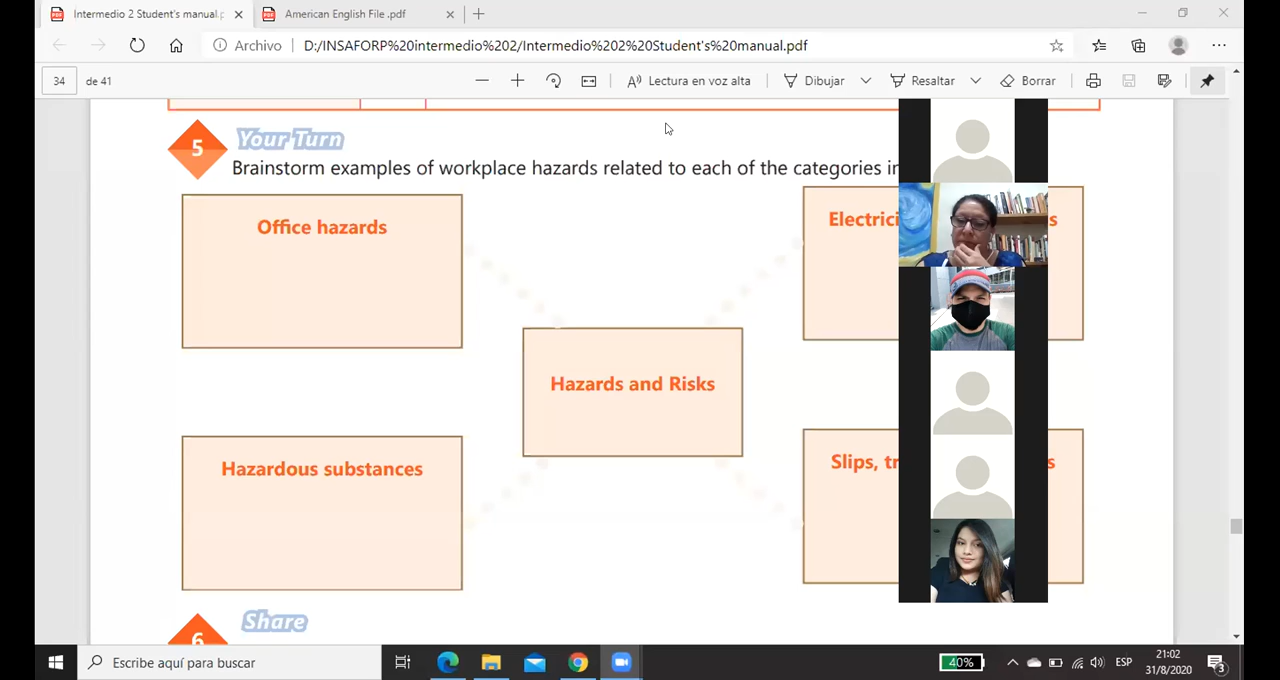 Intermedio 2 Student's manual.p
American English File .pdf
Archivo
D:/INSAFORP%20intermedio%202/Intermedio%202%20Student's%20manual.pdf
34
de 41
Lectura en voz alta
Dibujar
Resaltar
Borrar
5
Your Turn
Brainstorm examples of workplace hazards related to each of the categories in
Office hazards
Electrici
s
Hazards and Risks
Hazardous substances
Slips, tr
s
6
Share
Escribe aquí para buscar
40%
ESP
21:02
31/8/2020
3